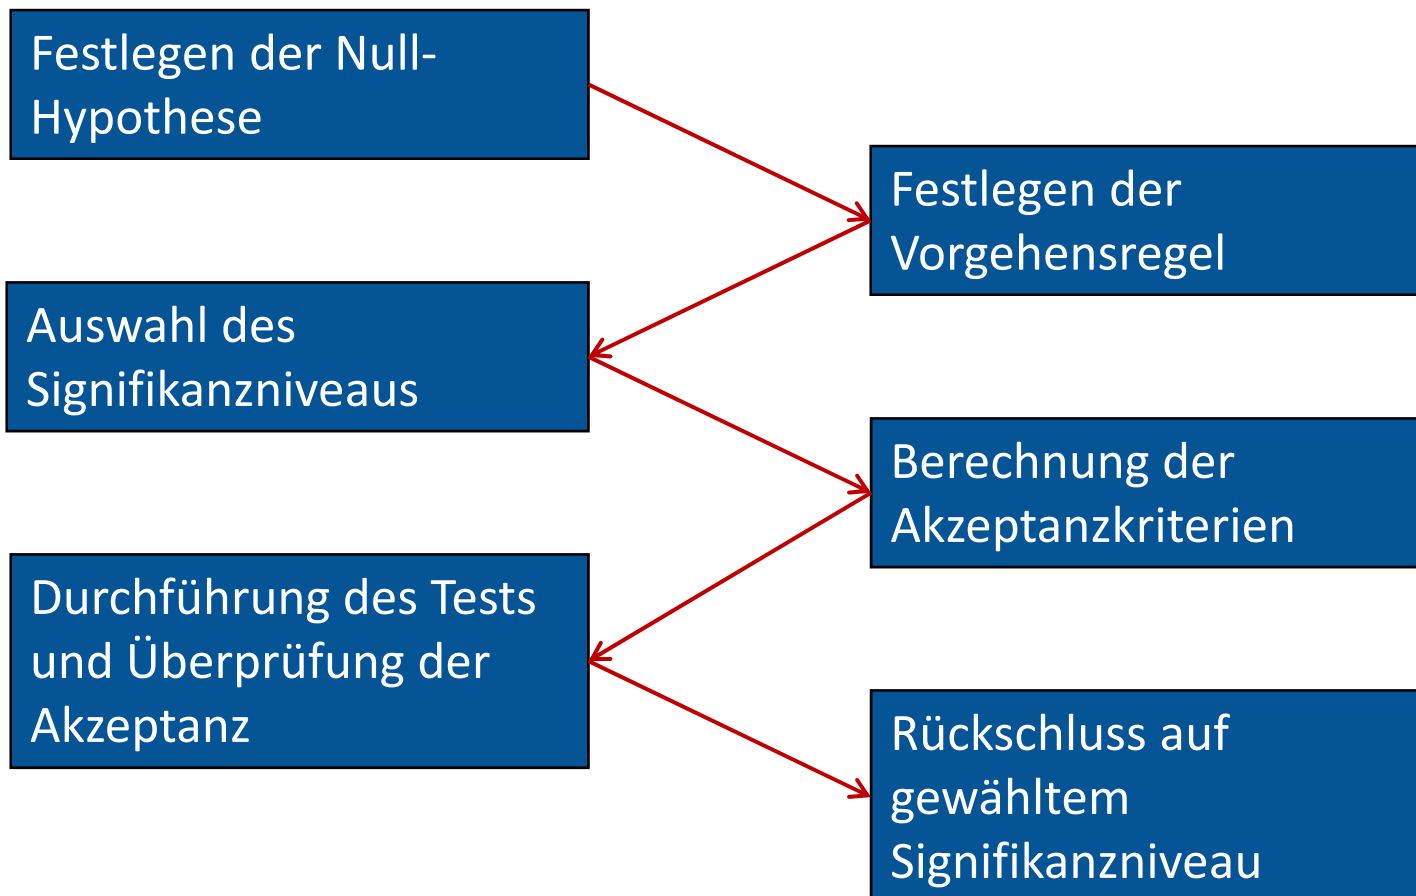 Festlegen der Null-
Hypothese
Festlegen der
Vorgehensregel
Auswahl des
Signifikanzniveaus
Berechnung der
Akzeptanzkriterien
Durchführung des Tests
und Überprüfung der
Akzeptanz
Rückschluss auf
gewähltem
Signifikanzniveau